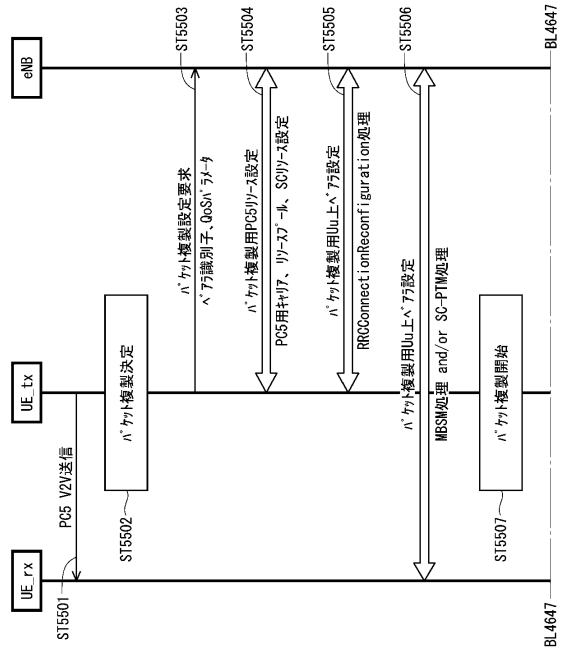 UE_rx
UE_tx
eNB
PC5 V2V送信
ST5501
パケット複製決定
ST5502
パケット複製設定要求
ベアラ識別子、QoSパラメータ
ST5503
パケット複製用PC5リソース設定
PC5用キャリア、リソースプール、SCリソース設定
ST5504
パケット複製用Uu上ベアラ設定
RRCConnectionReconfiguration処理
ST5505
パケット複製用Uu上ベアラ設定
MBSM処理 and/or SC-PTM処理
ST5506
パケット複製開始
ST5507
BL4647
BL4647